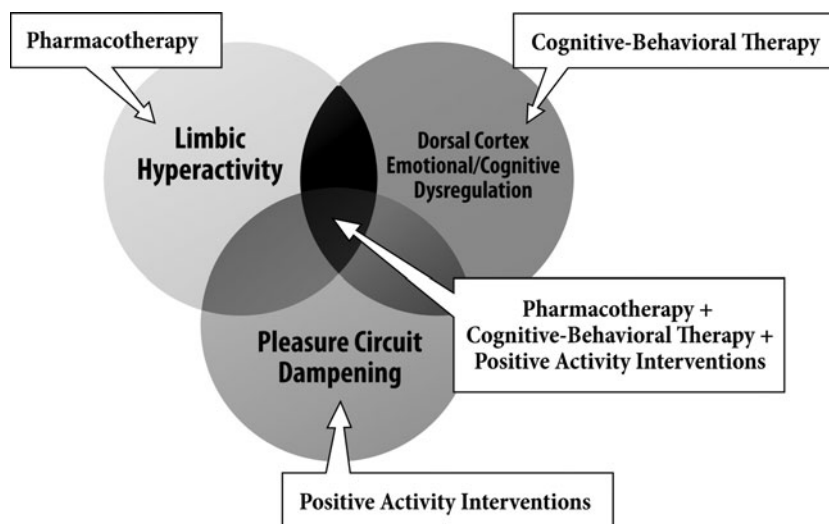 Pharmacotherapy
Cognitive-Behavioral Therapy
Limbic
Hyperactivity
Dorsal Cortex
Emotional/Cognitive
Dysregulation
Pharmacotherapy +
Cognitive-Behavioral Therapy +
Positive Activity Interventions
Pleasure Circuit
Dampening
Positive Activity Interventions